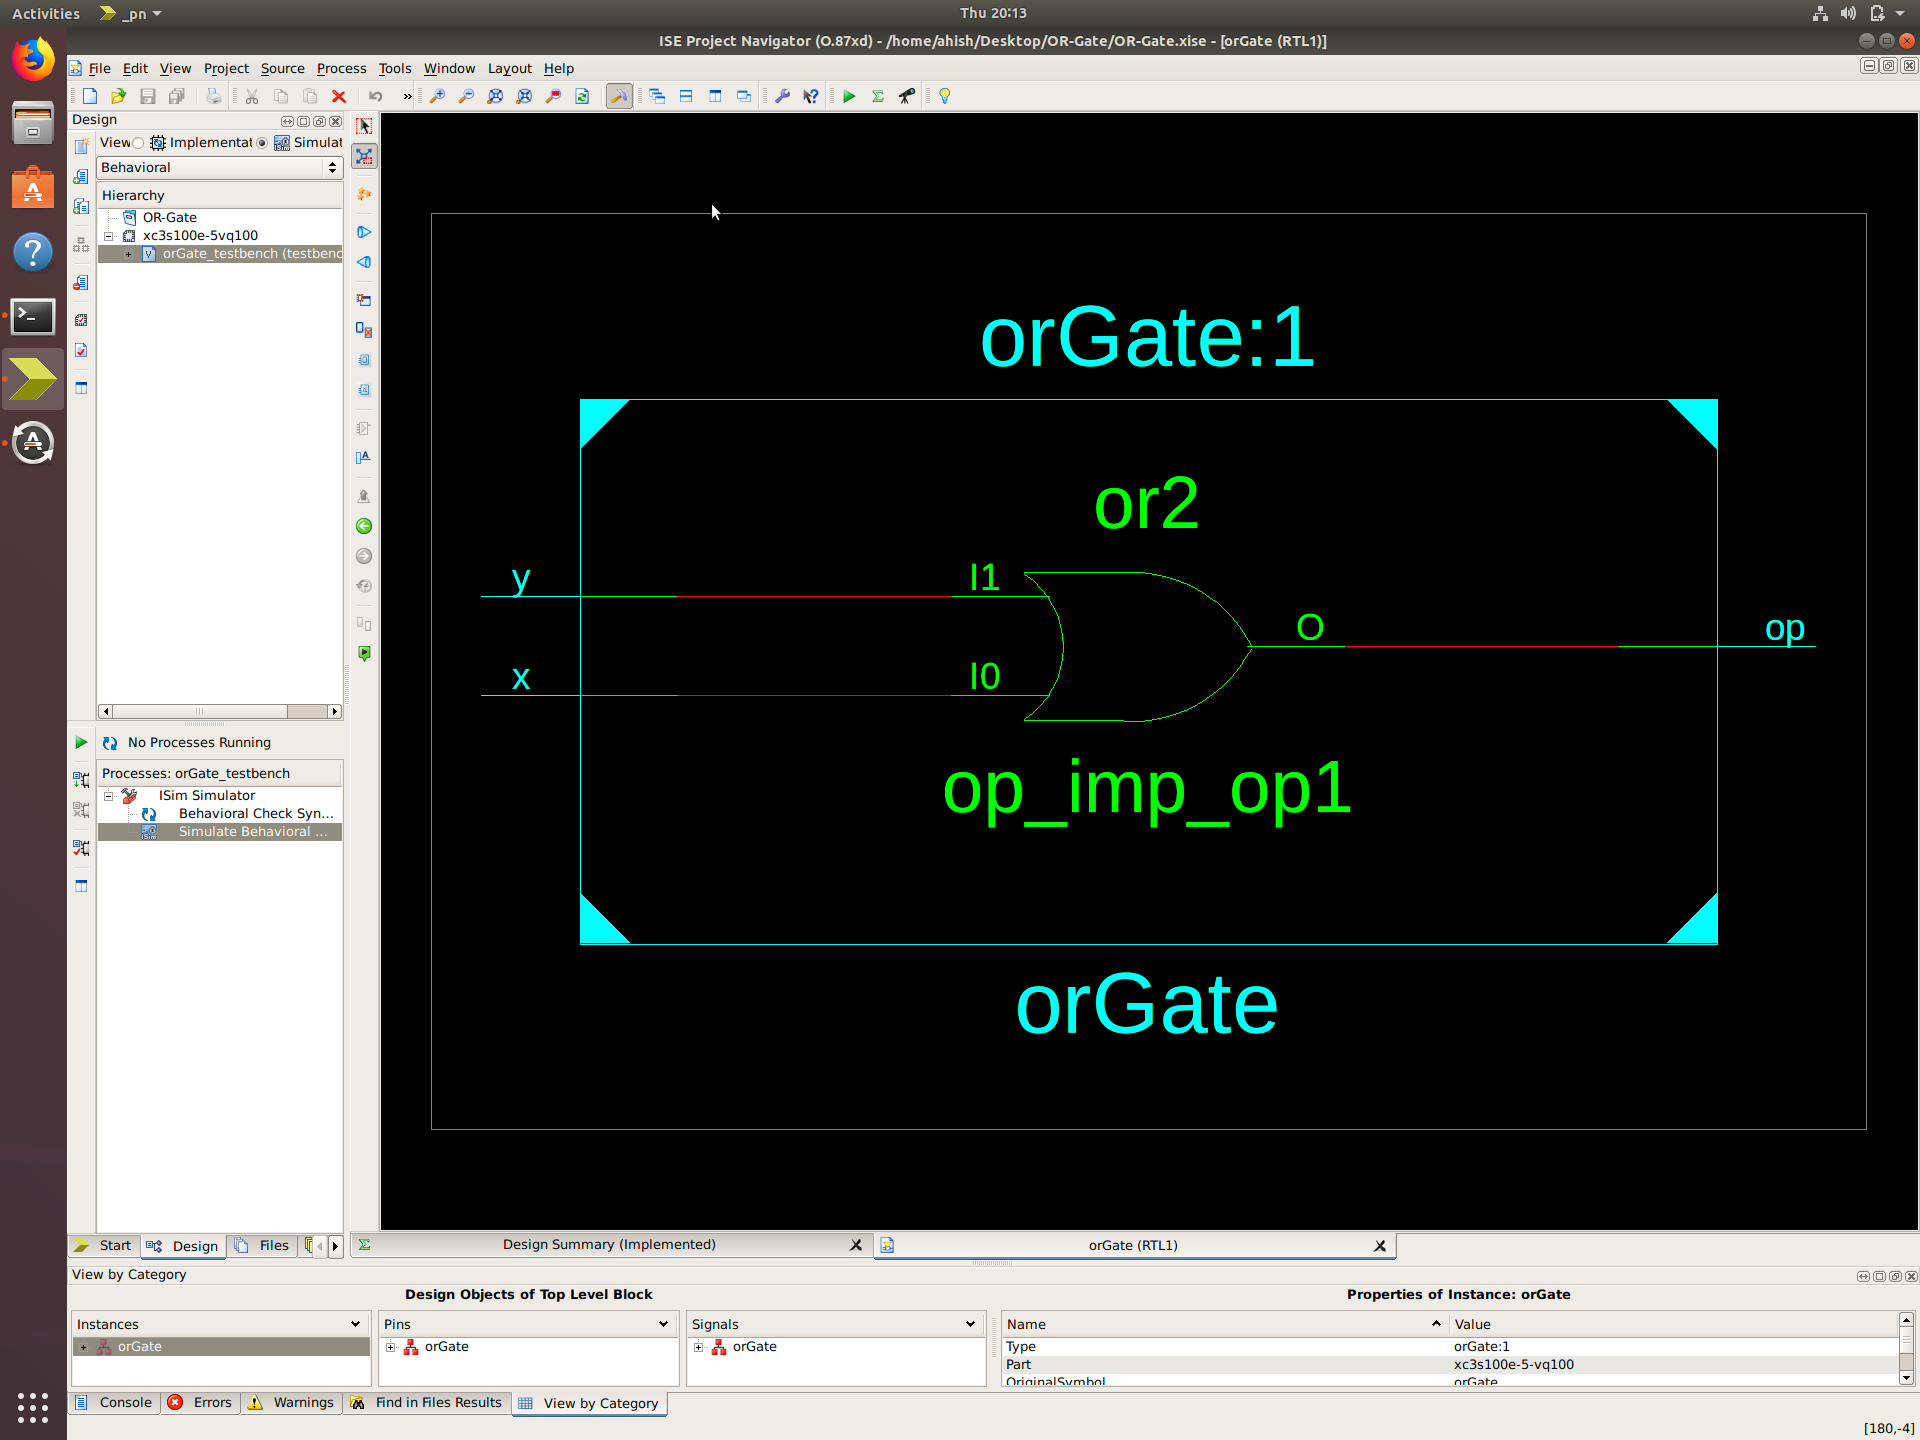 Activities
_pn
Thu 20:13
ISE Project Navigator (O.87xd) - /home/ahish/Desktop/OR-Gate/OR-Gate.xise - [orGate (RTL1)]
File Edit View Project Source Process Tools Window Layout Help
Design
View Implementat Simulat
Behavioral
Hierarchy
OR-Gate
xc3s100e-5vq100
orGate_testbench (testbenc
No Processes Running
Processes: orGate_testbench
ISim Simulator
Behavioral Check Syn...
Simulate Behavioral ...
orGate:1
or2
y
I1
x
I0
O
op
op_imp_op1
orGate
Start
Design
Files
Design Summary (Implemented)
orGate (RTL1)
View by Category
Design Objects of Top Level Block
Properties of Instance: orGate
Instances
orGate
Pins
orGate
Signals
orGate
Name Value
Type orGate:1
Part xc3s100e-5-vq100
OriginalSymbol orGate
Console
Errors
Warnings
Find in Files Results
View by Category
[180,-4]